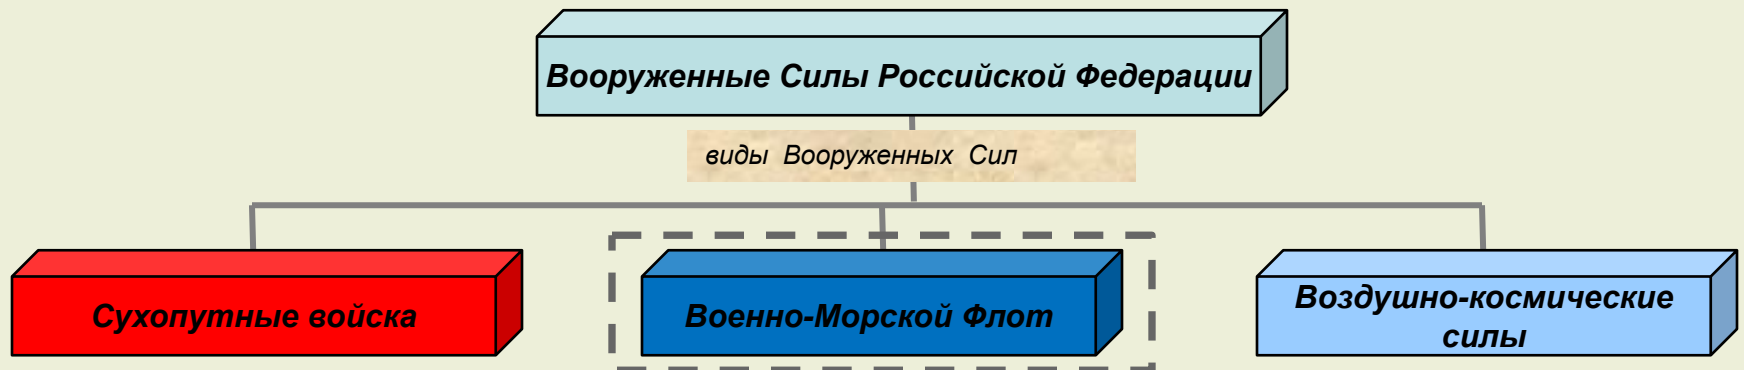 Вооруженные Силы Российской Федерации
виды Вооруженных Сил
Сухопутные войска
Военно-Морской Флот
Воздушно-космические
силы